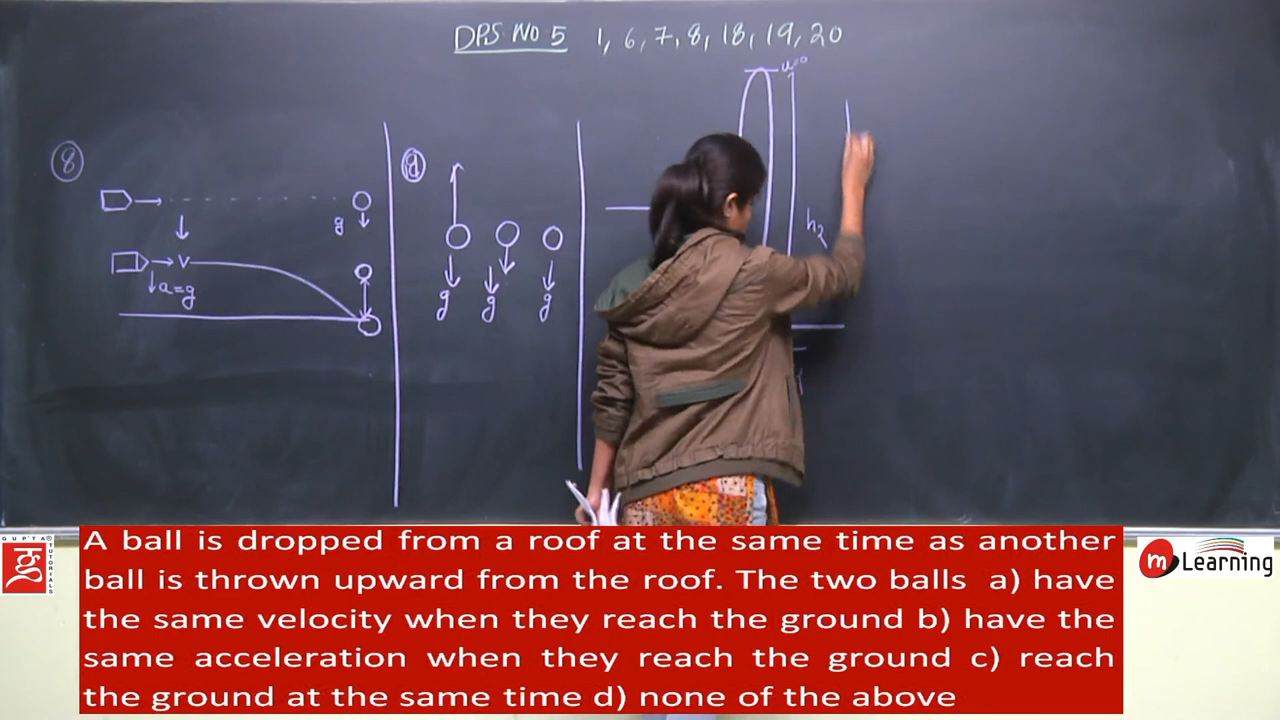 DPS NO 5 1, 6, 7, 8, 18, 19, 20
u=0
8
g
v
a=g
g g g
h2
A ball is dropped from a roof at the same time as another
ball is thrown upward from the roof. The two balls a) have
the same velocity when they reach the ground b) have the
same acceleration when they reach the ground c) reach
the ground at the same time d) none of the above
GUPTA
TUTORIALS
m Learning